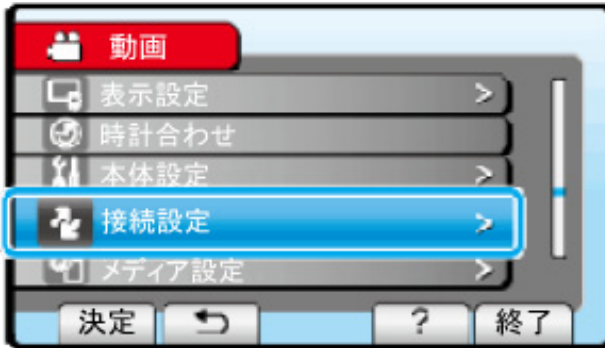 動画
表示設定 >
時計合わせ
本体設定 >
接続設定 >
メディア設定 >
決定 ? 終了